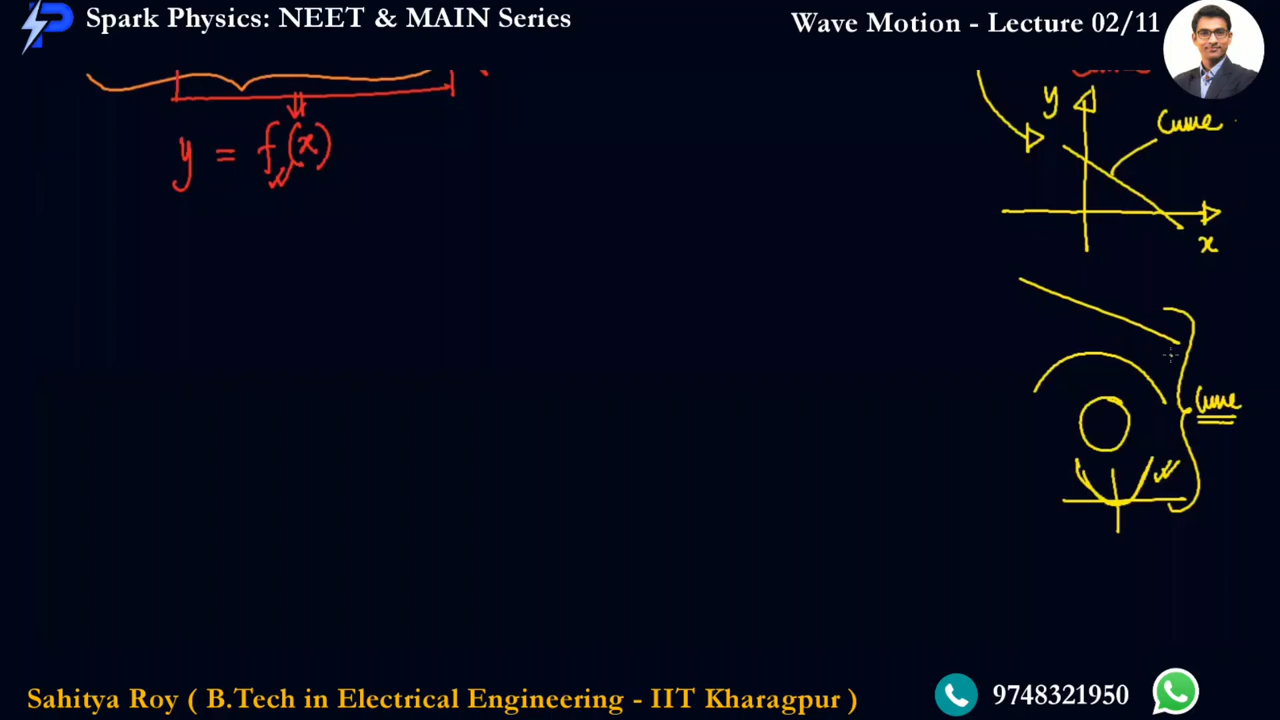 Spark Physics: NEET & MAIN Series
Wave Motion - Lecture 02/11
y = f(x)
y
Curve
x
Curve
Sahitya Roy ( B.Tech in Electrical Engineering - IIT Kharagpur )
9748321950